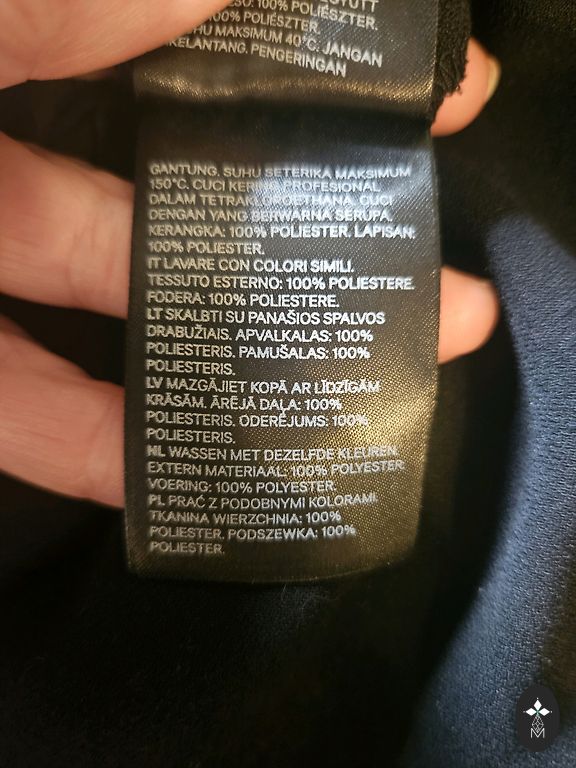 100% POLIÉSZTER.
100% POLIÉSZTER.
SUHU MAKSIMUM 40°C. JANGAN
KELANTANG. PENGERINGAN
GANTUNG. SUHU SETERIKA MAKSIMUM
150°C. CUCI KERING PROFESIONAL
DALAM TETRAKLOROETHANA. CUCI
DENGAN YANG BERWARNA SERUPA.
KERANGKA: 100% POLIESTER. LAPISAN:
100% POLIESTER.
IT LAVARE CON COLORI SIMILI.
TESSUTO ESTERNO: 100% POLIESTERE.
FODERA: 100% POLIESTERE.
LT SKALBTI SU PANAŠIOS SPALVOS
DRABUŽIAIS. APVALKALAS: 100%
POLIESTERIS. PAMUŠALAS: 100%
POLIESTERIS.
LV MAZGĀJIET KOPĀ AR LĪDZĪGĀM
KRĀSĀM. ĀRĒJĀ DAĻA: 100%
POLIESTERIS. ODERĒJUMS: 100%
POLIESTERIS.
NL WASSEN MET DEZELFDE KLEUREN.
EXTERN MATERIAAL: 100% POLYESTER.
VOERING: 100% POLYESTER.
PL PRAĆ Z PODOBNYMI KOLORAMI.
TKANINA WIERZCHNIA: 100%
POLIESTER. PODSZEWKA: 100%
POLIESTER.
M